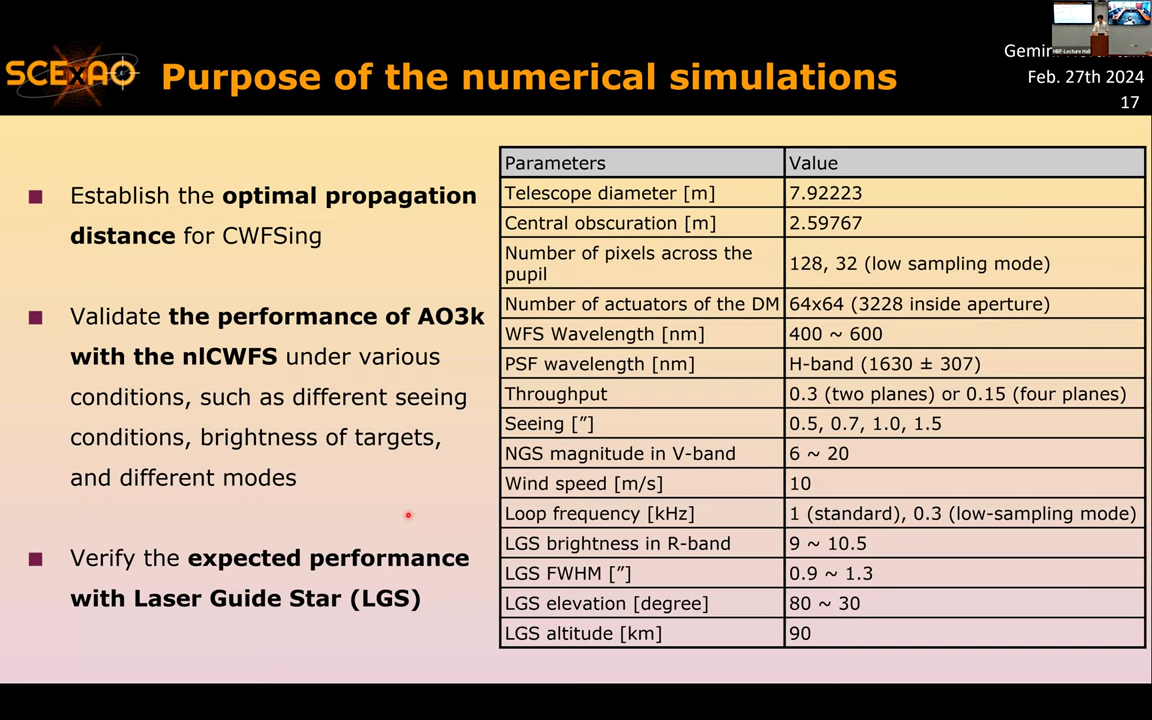 SCExAO
Purpose of the numerical simulations
Feb. 27th 2024
17
■ Establish the optimal propagation
distance for CWFSing
■ Validate the performance of AO3k
with the nlCWFS under various
conditions, such as different seeing
conditions, brightness of targets,
and different modes
■ Verify the expected performance
with Laser Guide Star (LGS)
Parameters Value
Telescope diameter [m] 7.92223
Central obscuration [m] 2.59767
Number of pixels across the
pupil 128, 32 (low sampling mode)
Number of actuators of the DM 64x64 (3228 inside aperture)
WFS Wavelength [nm] 400 ~ 600
PSF wavelength [nm] H-band (1630 ± 307)
Throughput 0.3 (two planes) or 0.15 (four planes)
Seeing [”] 0.5, 0.7, 1.0, 1.5
NGS magnitude in V-band 6 ~ 20
Wind speed [m/s] 10
Loop frequency [kHz] 1 (standard), 0.3 (low-sampling mode)
LGS brightness in R-band 9 ~ 10.5
LGS FWHM [”] 0.9 ~ 1.3
LGS elevation [degree] 80 ~ 30
LGS altitude [km] 90